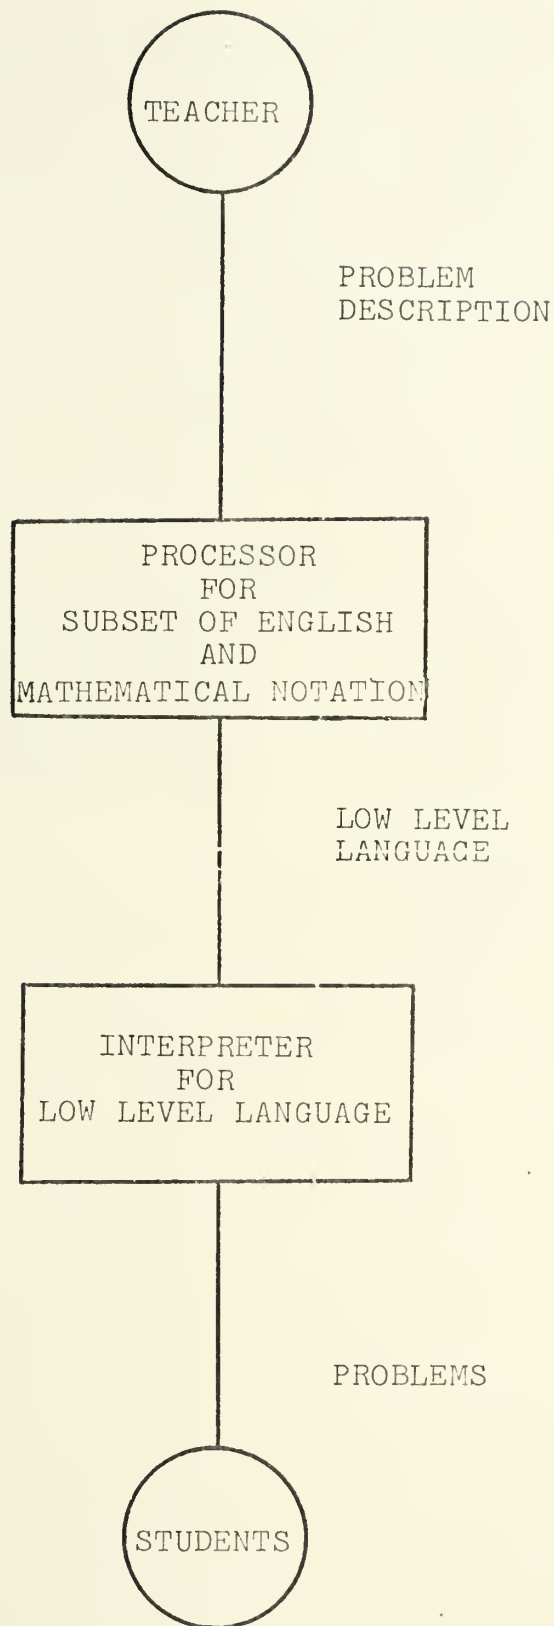 TEACHER
PROBLEM
DESCRIPTION
PROCESSOR
FOR
SUBSET OF ENGLISH
AND
MATHEMATICAL NOTATION
LOW LEVEL
LANGUAGE
INTERPRETER
FOR
LOW LEVEL LANGUAGE
PROBLEMS
STUDENTS